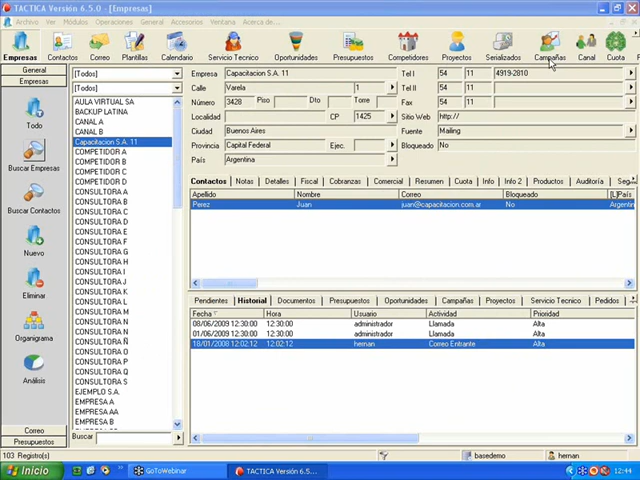 TACTICA Versión 6.5.0 - [Empresas]
Archivo Ver Módulos Operaciones General Accesorios Ventana Acerca de...
Empresas Contactos Correo Plantillas Calendario Servicio Tecnico Oportunidades Presupuestos Competidores Proyectos Serializados Campañas Canal Cuota
General
Empresas
Todo
Buscar Empresas
Buscar Contactos
Nuevo
Eliminar
Organigrama
Análisis
Correo
Presupuestos
[Todos]
[Todos]
AULA VIRTUAL SA
BACKUP LATINA
CANAL A
CANAL B
Capacitacion S.A. 11
COMPETIDOR A
COMPETIDOR B
COMPETIDOR C
COMPETIDOR D
CONSULTORA A
CONSULTORA B
CONSULTORA C
CONSULTORA D
CONSULTORA E
CONSULTORA F
CONSULTORA G
CONSULTORA H
CONSULTORA I
CONSULTORA J
CONSULTORA K
CONSULTORA L
CONSULTORA M
CONSULTORA N
CONSULTORA Ñ
CONSULTORA O
CONSULTORA P
CONSULTORA Q
CONSULTORA R
CONSULTORA S
EJEMPLO S.A.
EMPRESA A
EMPRESA AA
EMPRESA B
Buscar
Empresa Capacitacion S.A. 11
Calle Varela 1
Número 3428 Piso Dto Torre
Localidad CP 1425
Ciudad Buenos Aires
Provincia Capital Federal Ejec.
País Argentina
Tel I 54 11 4919-2810
Tel II 54 11
Fax 54 11
Sitio Web http://
Fuente Mailing
Bloqueado No
Contactos Notas Detalles Fiscal Cobranzas Comercial Resumen Cuota Info Info 2 Productos Auditoría Seg
Apellido Nombre Correo Bloqueado [L]País
Perez Juan juan@capacitacion.com.ar No Argentin
Pendientes Historial Documentos Presupuestos Oportunidades Campañas Proyectos Servicio Tecnico Pedidos
Fecha Hora Usuario Actividad Prioridad
08/06/2009 12:30:00 12:30:00 administrador Llamada Alta
01/06/2009 12:30:00 12:30:00 administrador Llamada Alta
18/01/2008 12:02:12 12:02:12 hernan Correo Entrante Alta
103 Registro(s) basedemo hernan
Inicio GoToWebinar TACTICA Versión 6.5.0... 12:44